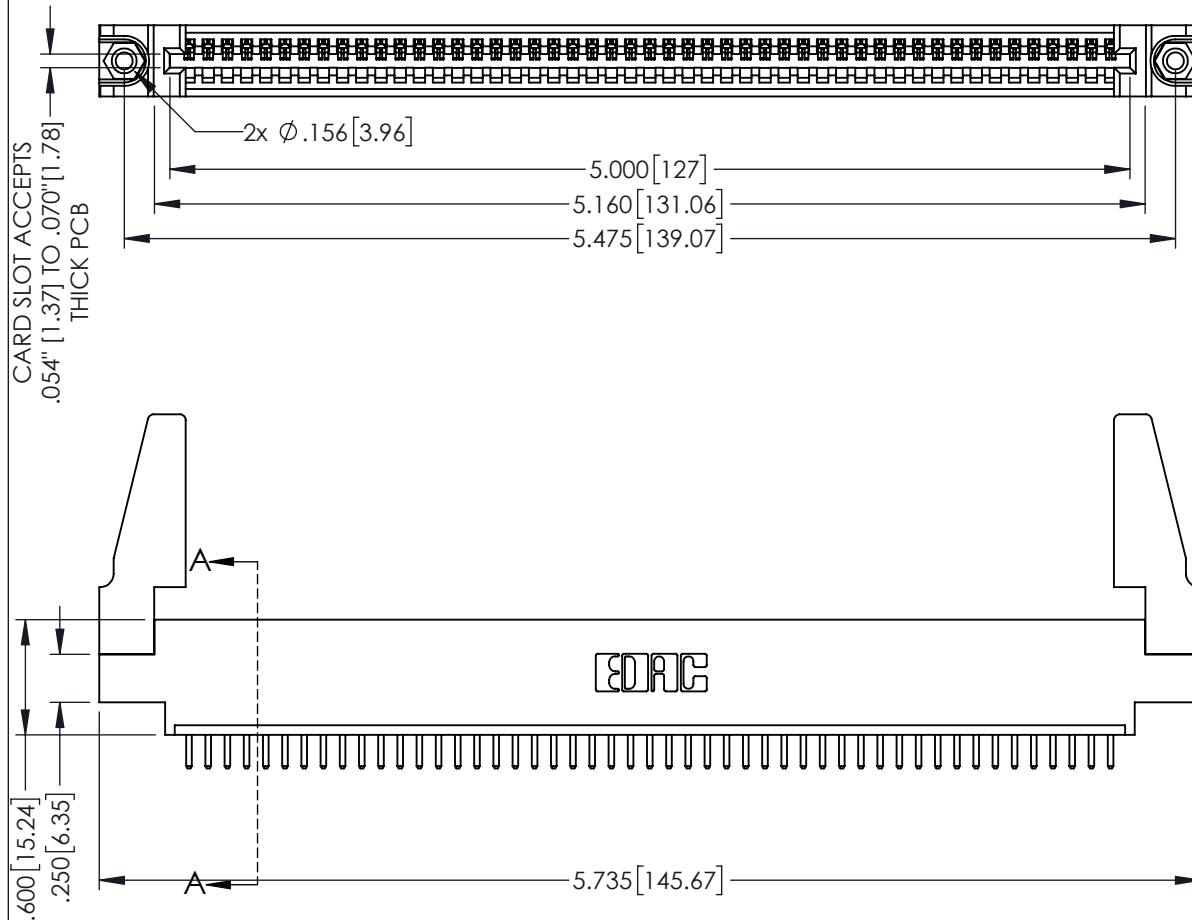 2x ∅ .156[3.96]
CARD SLOT ACCEPTS
.054" [1.37] TO .070"[1.78]
THICK PCB
5.000[127]
5.160[131.06]
5.475[139.07]
A
EDAC
.600[15.24]
.250[6.35]
A
5.735[145.67]